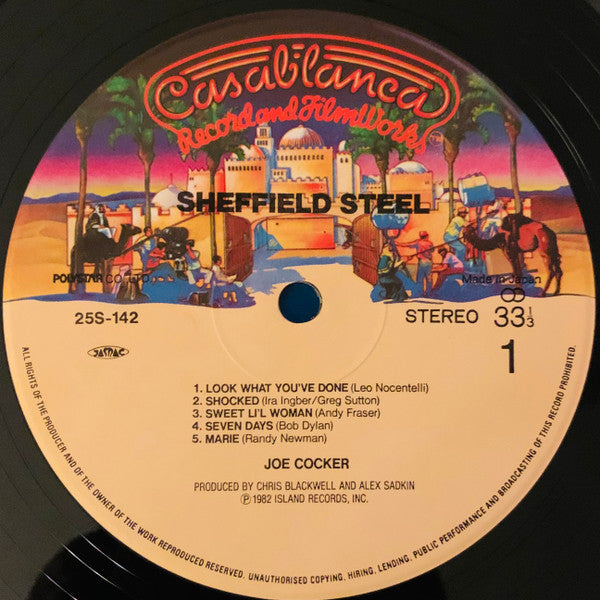 Casablanca
Record and FilmWorks
SHEFFIELD STEEL
POLYSTAR CO., LTD.
Made in Japan
25S-142
STEREO 33 1/3
JASRAC
1
1. LOOK WHAT YOU'VE DONE (Leo Nocentelli)
2. SHOCKED (Ira Ingber/Greg Sutton)
3. SWEET LI'L WOMAN (Andy Fraser)
4. SEVEN DAYS (Bob Dylan)
5. MARIE (Randy Newman)
JOE COCKER
PRODUCED BY CHRIS BLACKWELL AND ALEX SADKIN
Ⓟ 1982 ISLAND RECORDS, INC.
ALL RIGHTS OF THE PRODUCER AND OF THE OWNER OF THE WORK REPRODUCED RESERVED. UNAUTHORISED COPYING, HIRING, LENDING, PUBLIC PERFORMANCE AND BROADCASTING OF THIS RECORD PROHIBITED.